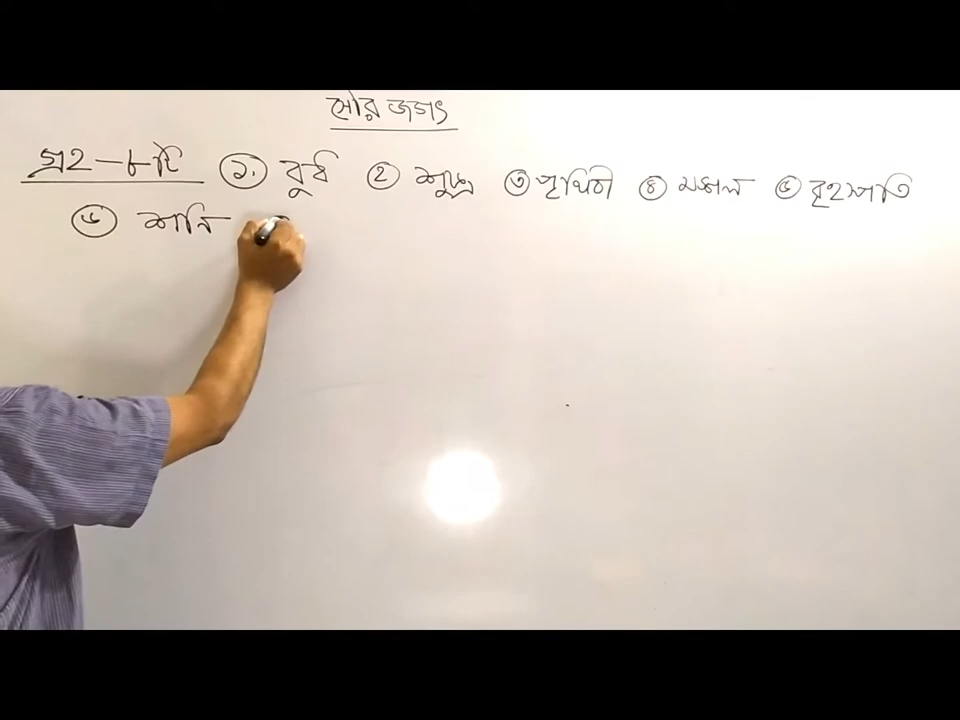 সৌর জগৎ
গ্রহ - ৮টি ১. বুধ ২ শুক্র ৩ পৃথিবী ৪ মঙ্গল ৫ বৃহস্পতি
৬ শনি